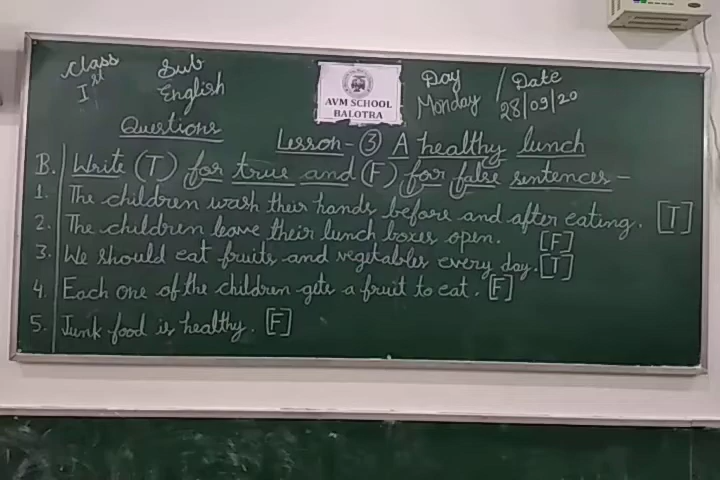 Class Sub Day / Date
Ist English Monday 28/09/20
AVM SCHOOL
BALOTRA
Questions Lesson-③ A healthy lunch
B. Write (T) for true and (F) for false sentences-
1. The children wash their hands before and after eating. [T]
2. The children leave their lunch boxes open. [F]
3. We should eat fruits and vegetables every day. [T]
4. Each one of the children gets a fruit to eat. [F]
5. Junk food is healthy. [F]